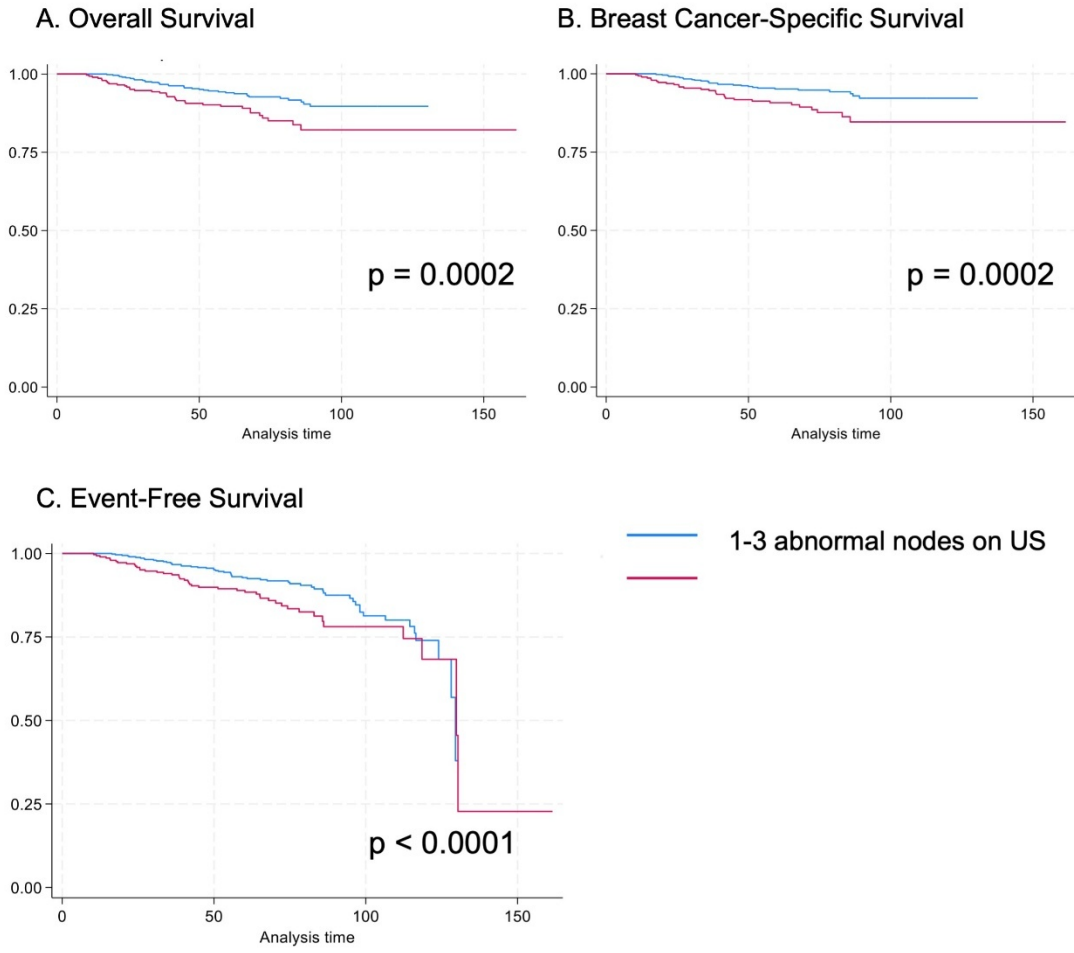 A. Overall Survival
1.00
0.75
0.50
0.25
0.00
0
50
100
150
Analysis time
p = 0.0002
B. Breast Cancer-Specific Survival
1.00
0.75
0.50
0.25
0.00
0
50
100
150
Analysis time
p = 0.0002
C. Event-Free Survival
1.00
0.75
0.50
0.25
0.00
0
50
100
150
Analysis time
p < 0.0001
1-3 abnormal nodes on US